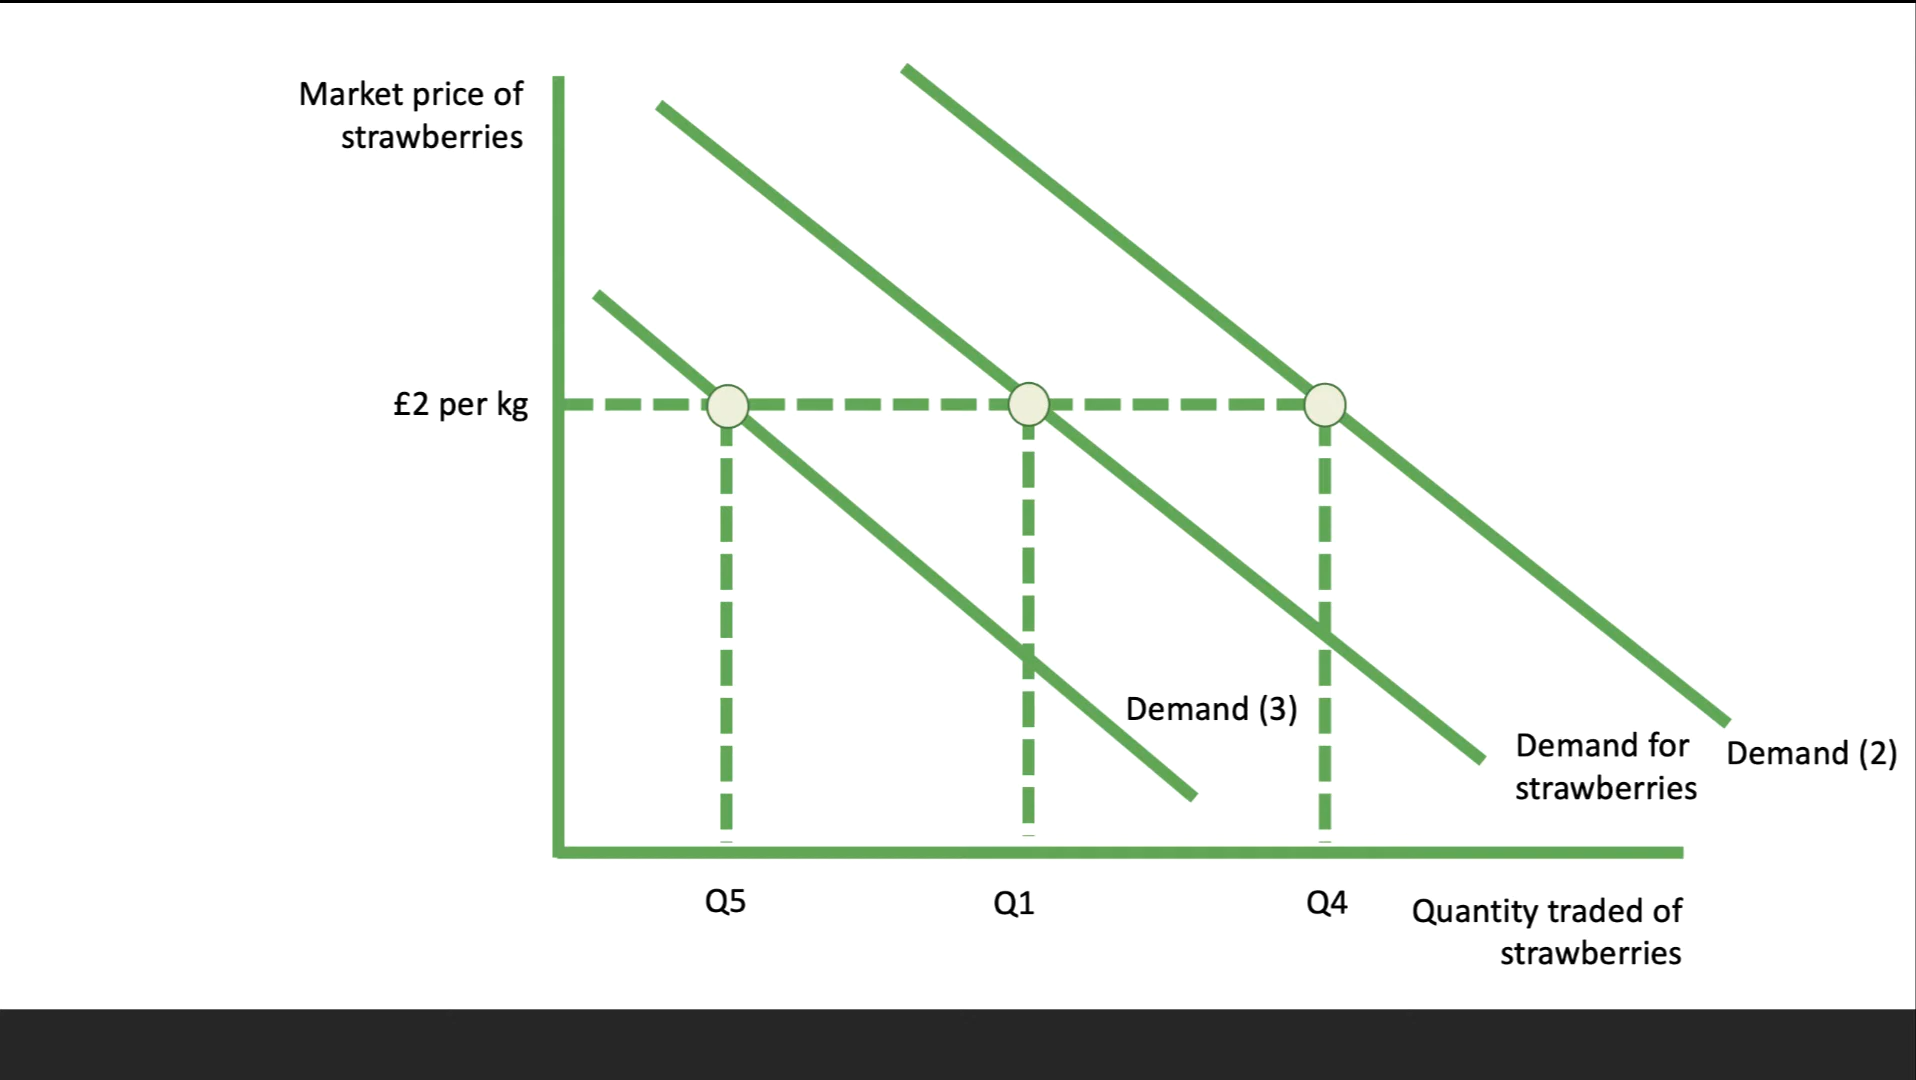 Market price of
strawberries
£2 per kg
Demand (3)
Demand for
strawberries
Demand (2)
Q5
Q1
Q4
Quantity traded of
strawberries